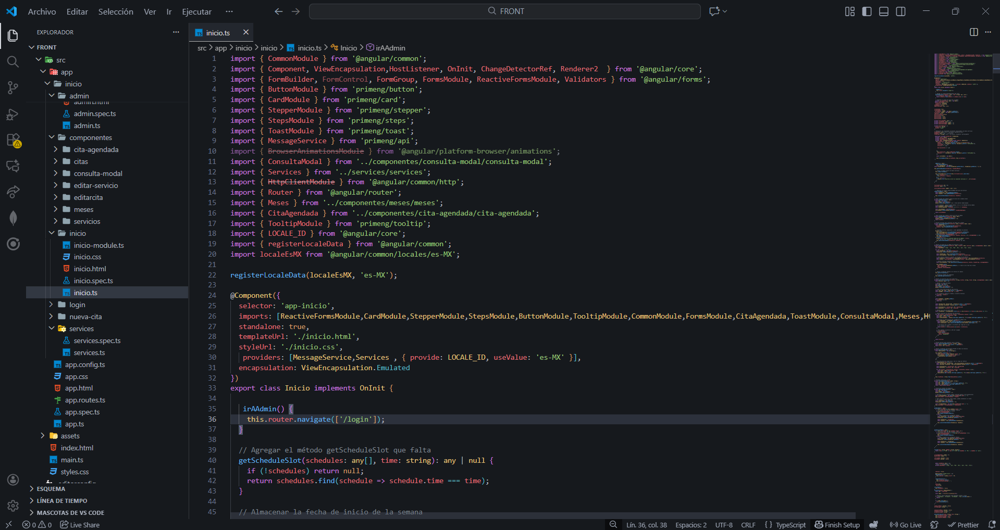 Archivo Editar Selección Ver Ir Ejecutar ···
FRONT
EXPLORADOR ···
FRONT
src
app
inicio
admin
admin.html
admin.spec.ts
admin.ts
componentes
cita-agendada
citas
consulta-modal
editar-servicio
editarcita
meses
servicios
inicio
inicio-module.ts
inicio.css
inicio.html
inicio.spec.ts
inicio.ts
login
nueva-cita
services
services.spec.ts
services.ts
app.config.ts
app.css
app.html
app.routes.ts
app.spec.ts
app.ts
assets
index.html
main.ts
styles.css
ESQUEMA
LÍNEA DE TIEMPO
MASCOTAS DE VS CODE
TS inicio.ts
src > app > inicio > inicio > TS inicio.ts > Inicio > irAAdmin
1 import { CommonModule } from '@angular/common';
2 import { Component, ViewEncapsulation,HostListener, OnInit, ChangeDetectorRef, Renderer2  } from '@angular/core';
3 import { FormBuilder, FormControl, FormGroup, FormsModule, ReactiveFormsModule, Validators } from '@angular/forms';
4 import { ButtonModule } from 'primeng/button';
5 import { CardModule } from 'primeng/card';
6 import { StepperModule } from 'primeng/stepper';
7 import { StepsModule } from 'primeng/steps';
8 import { ToastModule } from 'primeng/toast';
9 import { MessageService } from 'primeng/api';
10 import { BrowserAnimationsModule } from '@angular/platform-browser/animations';
11 import { ConsultaModal } from '../componentes/consulta-modal/consulta-modal';
12 import { Services } from '../services/services';
13 import { HttpClientModule } from '@angular/common/http';
14 import { Router } from '@angular/router';
15 import { Meses } from '../componentes/meses/meses';
16 import { CitaAgendada } from '../componentes/cita-agendada/cita-agendada';
17 import { TooltipModule } from 'primeng/tooltip';
18 import { LOCALE_ID } from '@angular/core';
19 import { registerLocaleData } from '@angular/common';
20 import localeEsMX from '@angular/common/locales/es-MX';
21
22 registerLocaleData(localeEsMX, 'es-MX');
23
24 @Component({
25   selector: 'app-inicio',
26   imports: [ReactiveFormsModule,CardModule,StepperModule,StepsModule,ButtonModule,TooltipModule,CommonModule,FormsModule,CitaAgendada,ToastModule,ConsultaModal,Meses,Ht
27   standalone: true,
28   templateUrl: './inicio.html',
29   styleUrl: './inicio.css',
30    providers: [MessageService,Services , { provide: LOCALE_ID, useValue: 'es-MX' }],
31   encapsulation: ViewEncapsulation.Emulated
32 })
33 export class Inicio implements OnInit {
34
35    irAAdmin() {
36     this.router.navigate(['/login']);
37   }
38
39   // Agregar el método getScheduleSlot que falta
40   getScheduleSlot(schedules: any[], time: string): any | null {
41     if (!schedules) return null;
42     return schedules.find(schedule => schedule.time === time);
43   }
44
45   // Almacenar la fecha de inicio de la semana
0 0 Live Share
Lín. 36, col. 38 Espacios: 2 UTF-8 CRLF { } TypeScript Finish Setup Go Live Prettier